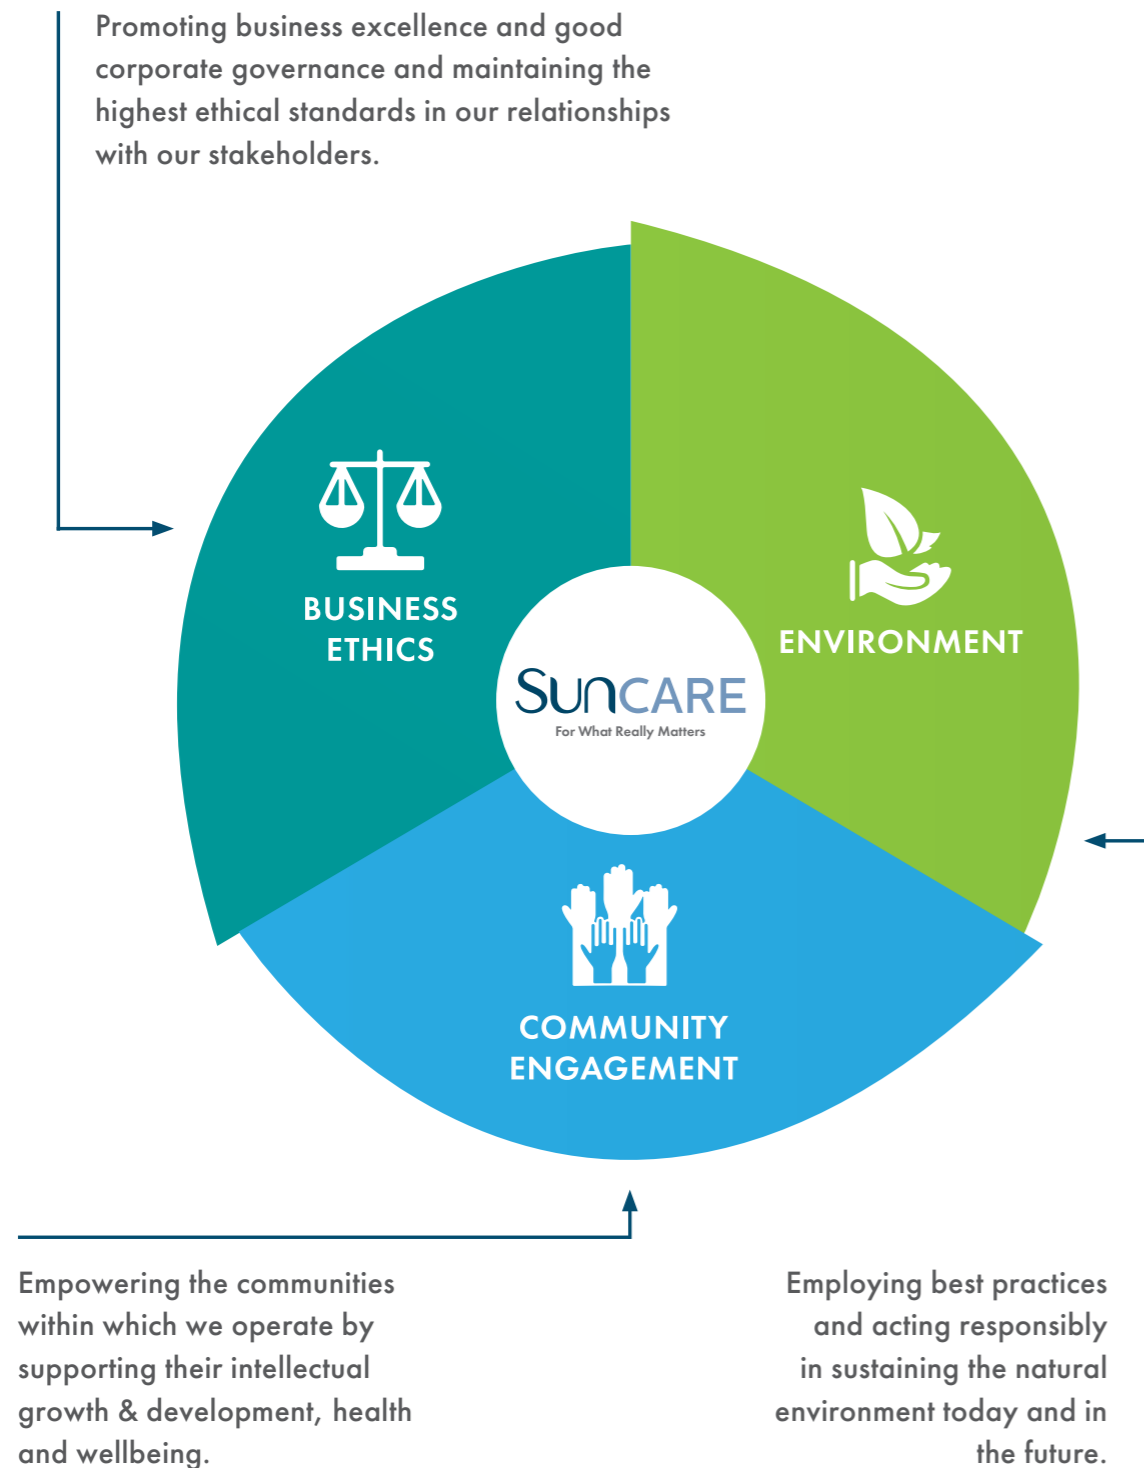 Promoting business excellence and good
corporate governance and maintaining the
highest ethical standards in our relationships
with our stakeholders.
BUSINESS
ETHICS
ENVIRONMENT
SUNCARE
For What Really Matters
COMMUNITY
ENGAGEMENT
Empowering the communities
within which we operate by
supporting their intellectual
growth & development, health
and wellbeing.
Employing best practices
and acting responsibly
in sustaining the natural
environment today and in
the future.